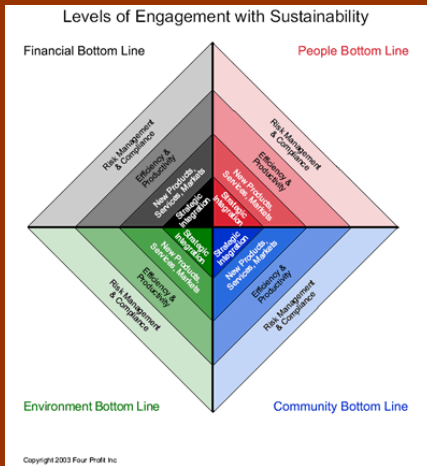 Levels of Engagement with Sustainability
Financial Bottom Line
People Bottom Line
Risk Management
& Compliance
Efficiency &
Productivity
New Products,
Services, Markets
Strategic
Integration
Risk Management
& Compliance
Efficiency &
Productivity
New Products,
Services, Markets
Strategic
Integration
Strategic
Integration
New Products,
Services, Markets
Efficiency &
Productivity
Risk Management
& Compliance
Strategic
Integration
New Products,
Services, Markets
Efficiency &
Productivity
Risk Management
& Compliance
Environment Bottom Line
Community Bottom Line
Copyright 2003 Four Profit Inc